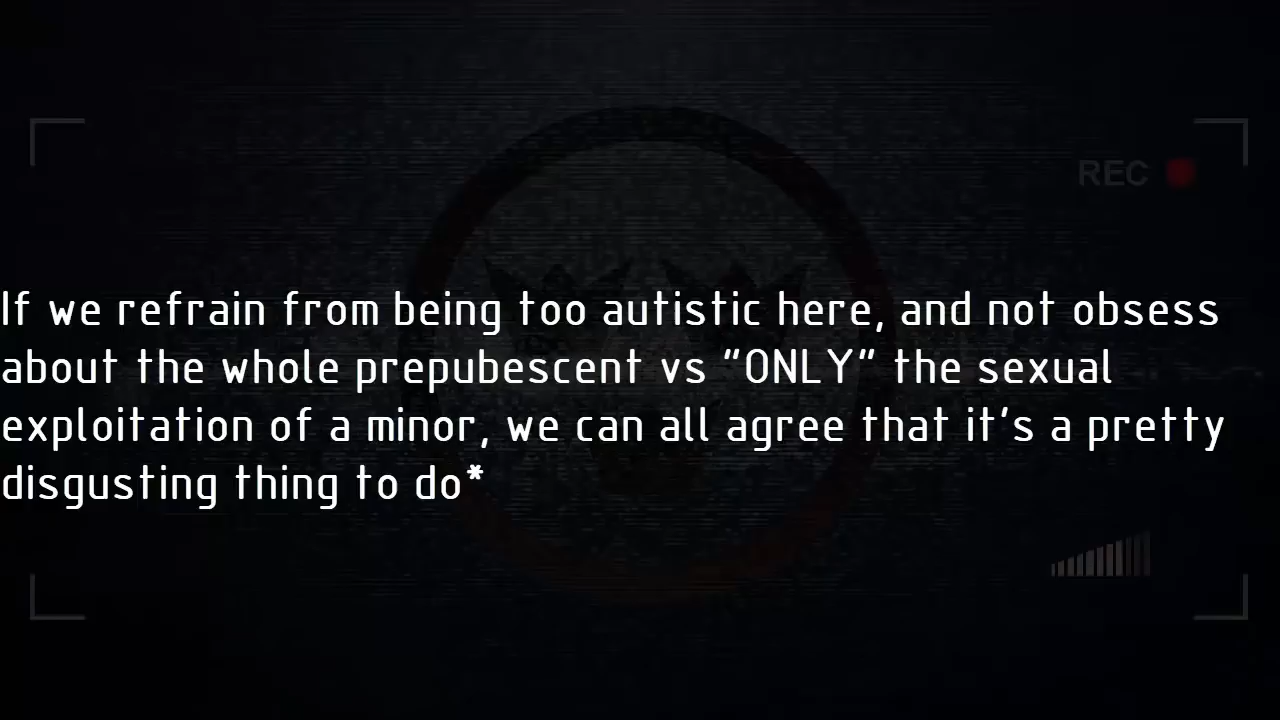 REC
If we refrain from being too autistic here, and not obsess
about the whole prepubescent vs "ONLY" the sexual
exploitation of a minor, we can all agree that it's a pretty
disgusting thing to do*